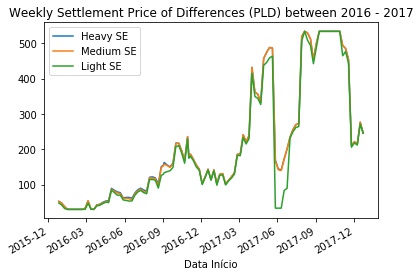 Weekly Settlement Price of Differences (PLD) between 2016 - 2017
Heavy SE
Medium SE
Light SE
500
400
300
200
100
2015-12
2016-03
2016-06
2016-09
2016-12
2017-03
2017-06
2017-09
2017-12
Data Início